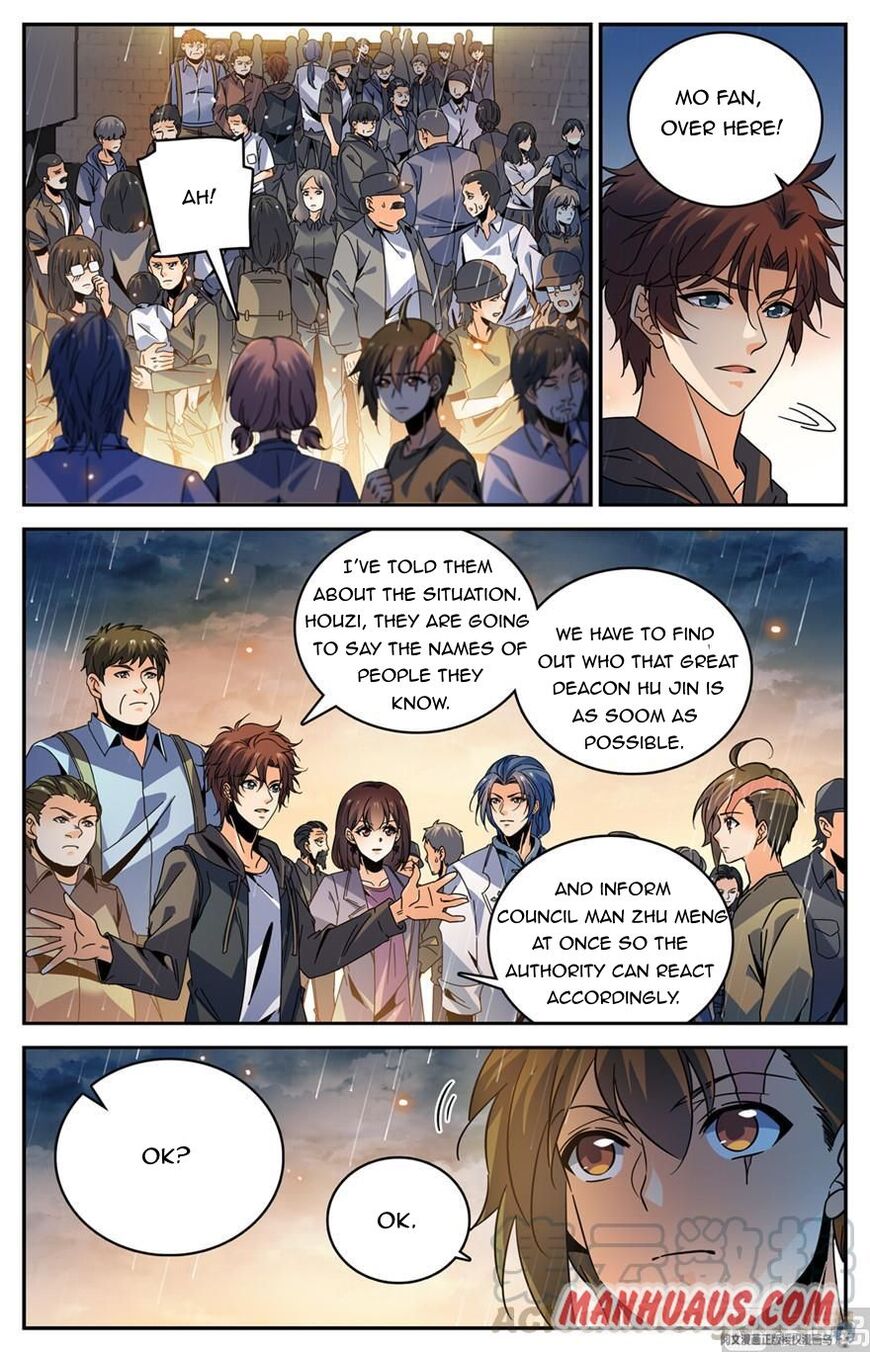 AH!
MO FAN,
OVER HERE!
I'VE TOLD THEM
ABOUT THE SITUATION.
HOUZI, THEY ARE GOING
TO SAY THE NAMES OF
PEOPLE THEY
KNOW.
WE HAVE TO FIND
OUT WHO THAT GREAT
DEACON HU JIN IS
AS SOOM AS
POSSIBLE.
AND INFORM
COUNCIL MAN ZHU MENG
AT ONCE SO THE
AUTHORITY CAN REACT
ACCORDINGLY.
OK?
OK.
MANHUAUS.COM